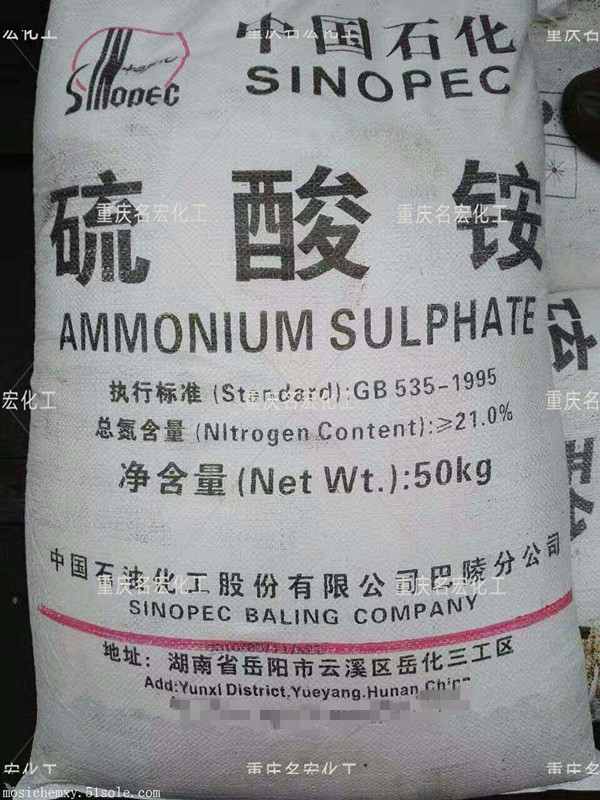 中国石化
SINOPEC
SINOPEC
硫酸铵
AMMONIUM SULPHATE
执行标准 (Standard):GB 535-1995
总氮含量 (NItrogen Content):≥21.0%
净含量 (Net Wt.):50kg
中国石油化工股份有限公司巴陵分公司
SINOPEC BALING COMPANY
地址：湖南省岳阳市云溪区岳化三工区
Add:Yunxi District,Yueyang.Hunan,China
重庆名宏化工
重庆名宏化工
重庆名宏化工
mosichemxy.51sole.com